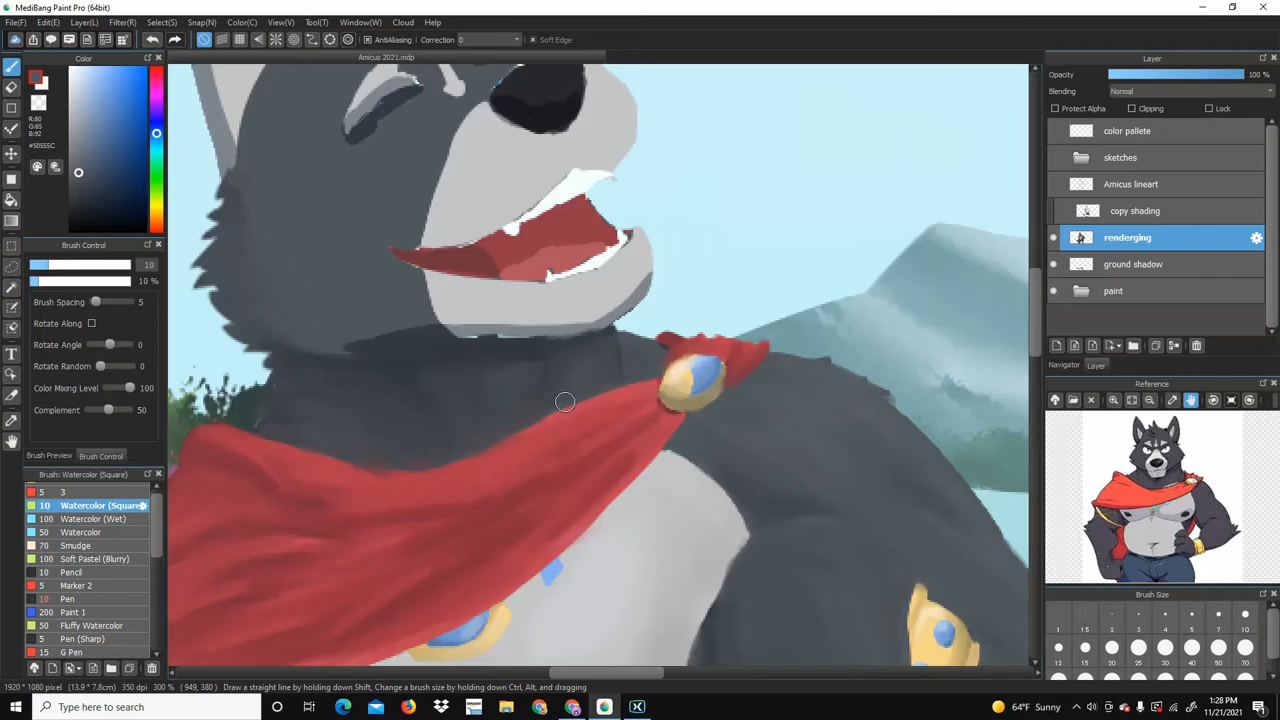 MediBang Paint Pro (64bit)
File(F) Edit(E) Layer(L) Filter(R) Select(S) Snap(N) Color(C) View(V) Tool(T) Window(W) Cloud Help
AntiAliasing Correction 0 Soft Edge
Color
Amicus 2021.mdp
R:80
G:85
B:92
#50555C
Brush Control
10
10 %
Brush Spacing 5
Rotate Along
Rotate Angle 0
Rotate Random 0
Color Mixing Level 100
Complement 50
Brush Preview Brush Control
Brush: Watercolor (Square)
5 3
10 Watercolor (Square
100 Watercolor (Wet)
50 Watercolor
70 Smudge
100 Soft Pastel (Blurry)
10 Pencil
5 Marker 2
10 Pen
200 Paint 1
50 Fluffy Watercolor
5 Pen (Sharp)
15 G Pen
Layer
Opacity 100 %
Blending Normal
Protect Alpha Clipping Lock
color pallete
sketches
Amicus lineart
copy shading
renderging
ground shadow
paint
Navigator Layer
Reference
Brush Size
1 1.5 2 3 4 5 7 10
12 15 20 25 30 40 50 70
1920 * 1080 pixel (13.9 * 7.8cm) 350 dpi 300 % ( 949, 380 ) Draw a straight line by holding down Shift, Change a brush size by holding down Ctrl, Alt, and dragging
Type here to search
64°F Sunny
1:28 PM
11/21/2021